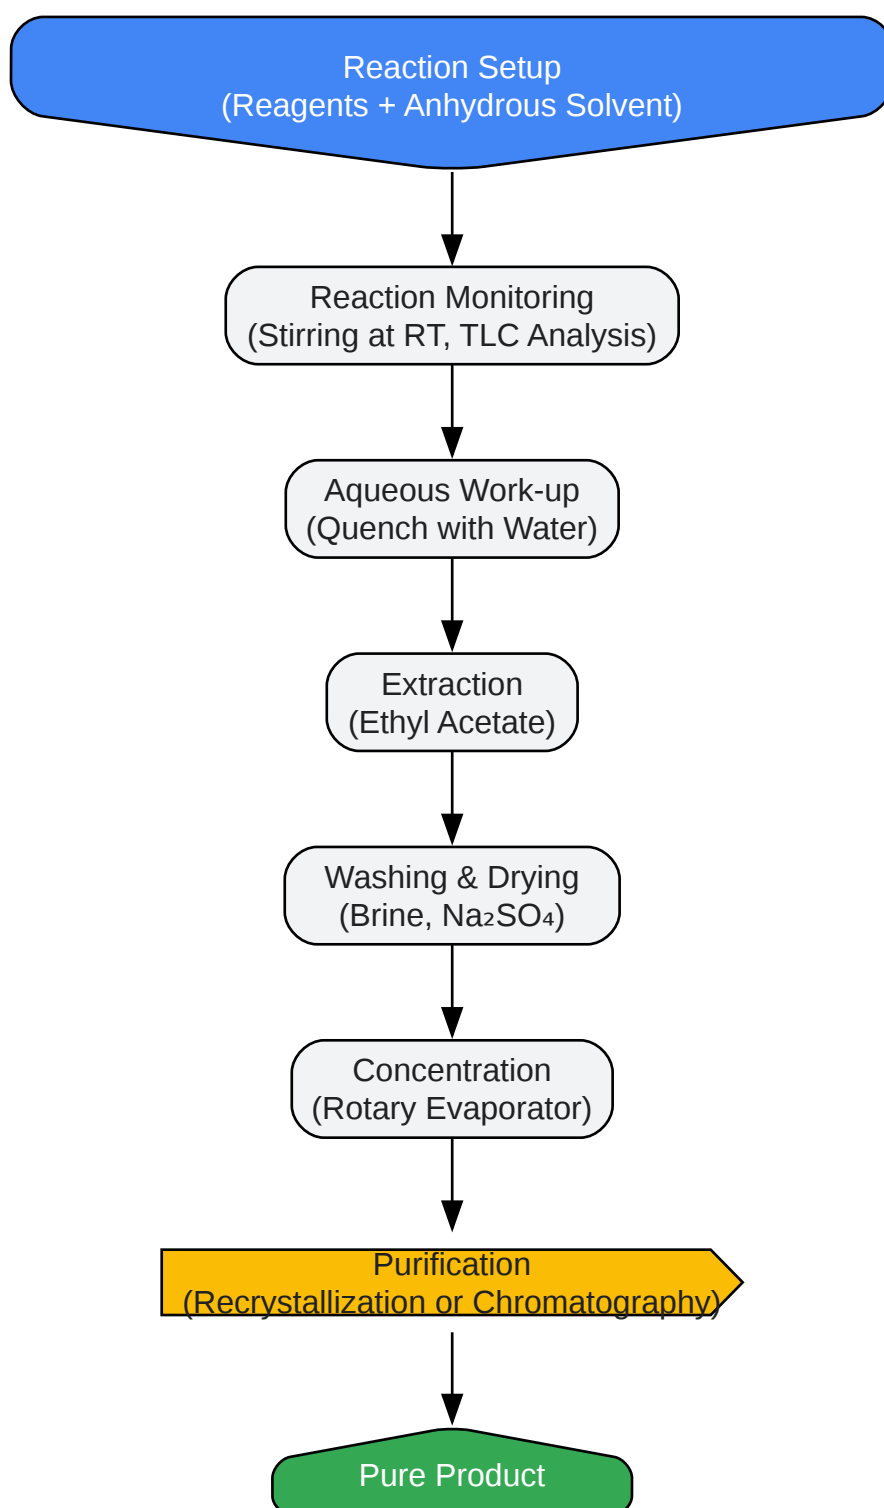 Reaction Setup
(Reagents + Anhydrous Solvent)
Reaction Monitoring
(Stirring at RT, TLC Analysis)
Aqueous Work-up
(Quench with Water)
Extraction
(Ethyl Acetate)
Washing & Drying
(Brine, Na₂SO₄)
Concentration
(Rotary Evaporator)
Purification
(Recrystallization or Chromatography)
Pure Product